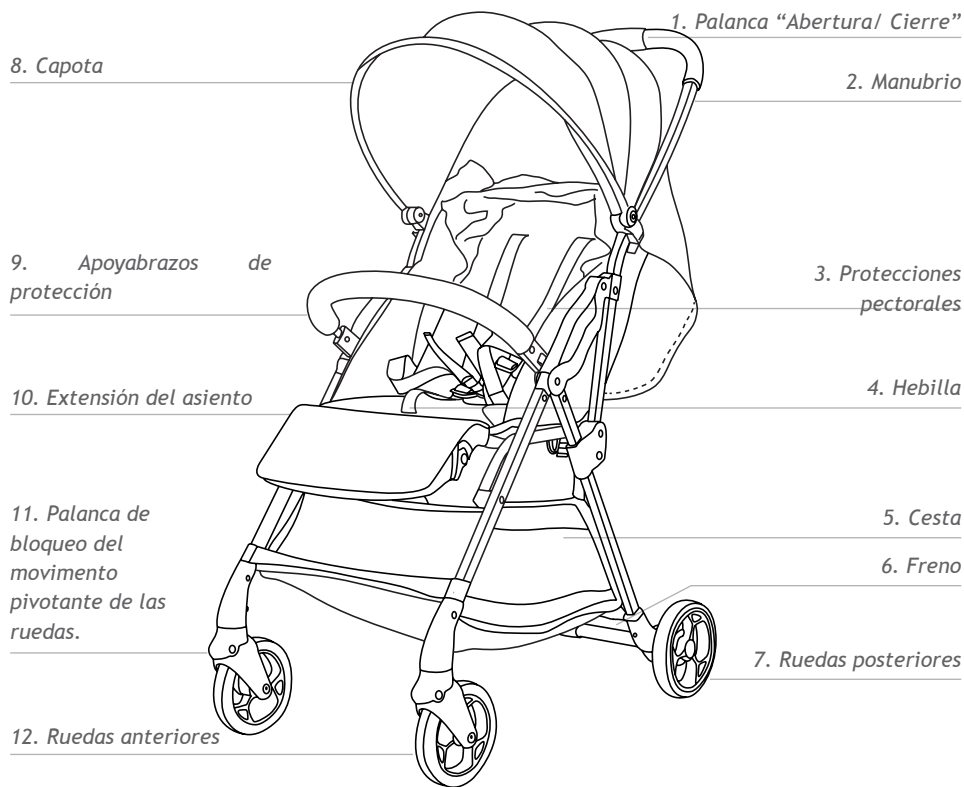 1. Palanca “Abertura/ Cierre”
2. Manubrio
3. Protecciones
pectorales
4. Hebilla
5. Cesta
6. Freno
7. Ruedas posteriores
8. Capota
9. Apoyabrazos de
protección
10. Extensión del asiento
11. Palanca de
bloqueo del
movimento
pivotante de las
ruedas.
12. Ruedas anteriores